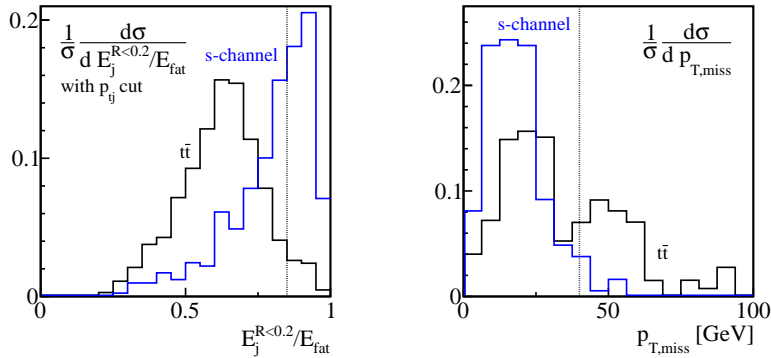 0.2
0.1
0
1/σ dσ/d E_j^{R<0.2}/E_fat
with p_tj cut
s-channel
tt̄
0 0.5 1
E_j^{R<0.2}/E_fat
0.2
0.1
0
s-channel
1/σ dσ/d p_T,miss
tt̄
0 50 100
p_T,miss [GeV]